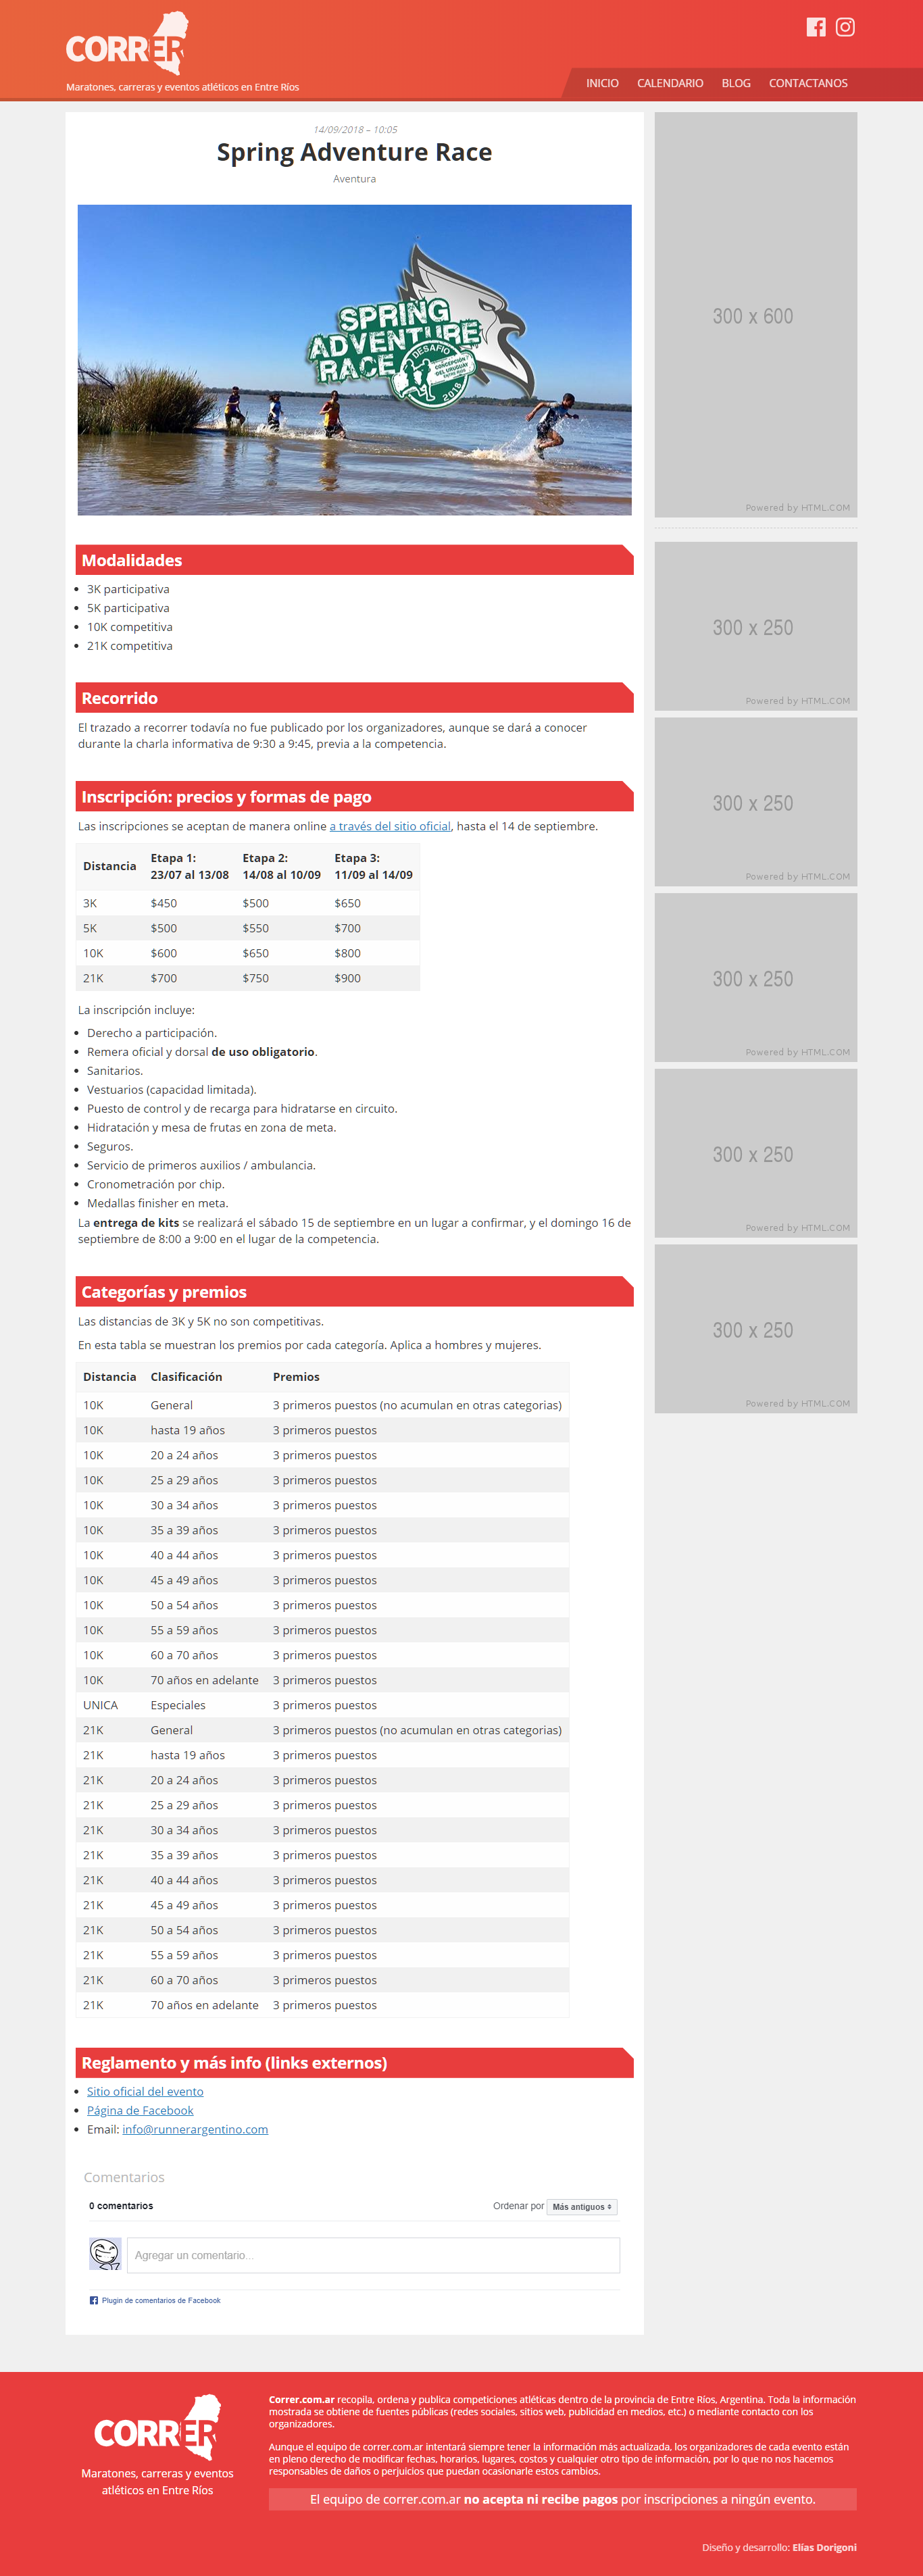 CORRER
Maratones, carreras y eventos atléticos en Entre Ríos
INICIO CALENDARIO BLOG CONTACTANOS
14/09/2018 – 10:05
Spring Adventure Race
Aventura
SPRING
ADVENTURE
RACE
DESAFIO
CONCEPCIÓN
DEL URUGUAY
ENTRE RIOS
2018
Modalidades
• 3K participativa
• 5K participativa
• 10K competitiva
• 21K competitiva
Recorrido
El trazado a recorrer todavía no fue publicado por los organizadores, aunque se dará a conocer
durante la charla informativa de 9:30 a 9:45, previa a la competencia.
Inscripción: precios y formas de pago
Las inscripciones se aceptan de manera online a través del sitio oficial, hasta el 14 de septiembre.
Distancia Etapa 1: Etapa 2: Etapa 3:
23/07 al 13/08 14/08 al 10/09 11/09 al 14/09
3K $450 $500 $650
5K $500 $550 $700
10K $600 $650 $800
21K $700 $750 $900
La inscripción incluye:
• Derecho a participación.
• Remera oficial y dorsal de uso obligatorio.
• Sanitarios.
• Vestuarios (capacidad limitada).
• Puesto de control y de recarga para hidratarse en circuito.
• Hidratación y mesa de frutas en zona de meta.
• Seguros.
• Servicio de primeros auxilios / ambulancia.
• Cronometración por chip.
• Medallas finisher en meta.
La entrega de kits se realizará el sábado 15 de septiembre en un lugar a confirmar, y el domingo 16 de
septiembre de 8:00 a 9:00 en el lugar de la competencia.
Categorías y premios
Las distancias de 3K y 5K no son competitivas.
En esta tabla se muestran los premios por cada categoría. Aplica a hombres y mujeres.
Distancia Clasificación Premios
10K General 3 primeros puestos (no acumulan en otras categorias)
10K hasta 19 años 3 primeros puestos
10K 20 a 24 años 3 primeros puestos
10K 25 a 29 años 3 primeros puestos
10K 30 a 34 años 3 primeros puestos
10K 35 a 39 años 3 primeros puestos
10K 40 a 44 años 3 primeros puestos
10K 45 a 49 años 3 primeros puestos
10K 50 a 54 años 3 primeros puestos
10K 55 a 59 años 3 primeros puestos
10K 60 a 70 años 3 primeros puestos
10K 70 años en adelante 3 primeros puestos
UNICA Especiales 3 primeros puestos
21K General 3 primeros puestos (no acumulan en otras categorias)
21K hasta 19 años 3 primeros puestos
21K 20 a 24 años 3 primeros puestos
21K 25 a 29 años 3 primeros puestos
21K 30 a 34 años 3 primeros puestos
21K 35 a 39 años 3 primeros puestos
21K 40 a 44 años 3 primeros puestos
21K 45 a 49 años 3 primeros puestos
21K 50 a 54 años 3 primeros puestos
21K 55 a 59 años 3 primeros puestos
21K 60 a 70 años 3 primeros puestos
21K 70 años en adelante 3 primeros puestos
Reglamento y más info (links externos)
• Sitio oficial del evento
• Página de Facebook
• Email: info@runnerargentino.com
Comentarios
0 comentarios Ordenar por Más antiguos
Agregar un comentario...
Plugin de comentarios de Facebook
300 x 600
Powered by HTML.COM
300 x 250
Powered by HTML.COM
300 x 250
Powered by HTML.COM
300 x 250
Powered by HTML.COM
300 x 250
Powered by HTML.COM
300 x 250
Powered by HTML.COM
CORRER
Maratones, carreras y eventos
atléticos en Entre Ríos
Correr.com.ar recopila, ordena y publica competiciones atléticas dentro de la provincia de Entre Ríos, Argentina. Toda la información
mostrada se obtiene de fuentes públicas (redes sociales, sitios web, publicidad en medios, etc.) o mediante contacto con los
organizadores.
Aunque el equipo de correr.com.ar intentará siempre tener la información más actualizada, los organizadores de cada evento están
en pleno derecho de modificar fechas, horarios, lugares, costos y cualquier otro tipo de información, por lo que no nos hacemos
responsables de daños o perjuicios que puedan ocasionarle estos cambios.
El equipo de correr.com.ar no acepta ni recibe pagos por inscripciones a ningún evento.
Diseño y desarrollo: Elías Dorigoni